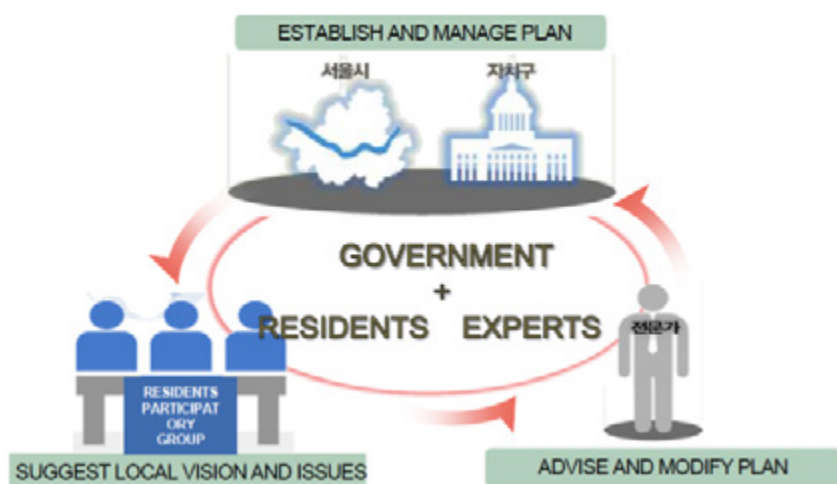 ESTABLISH AND MANAGE PLAN
서울시 자치구
GOVERNMENT
+
RESIDENTS EXPERTS
전문가
RESIDENTS
PARTICIPAT
ORY
GROUP
SUGGEST LOCAL VISION AND ISSUES
ADVISE AND MODIFY PLAN